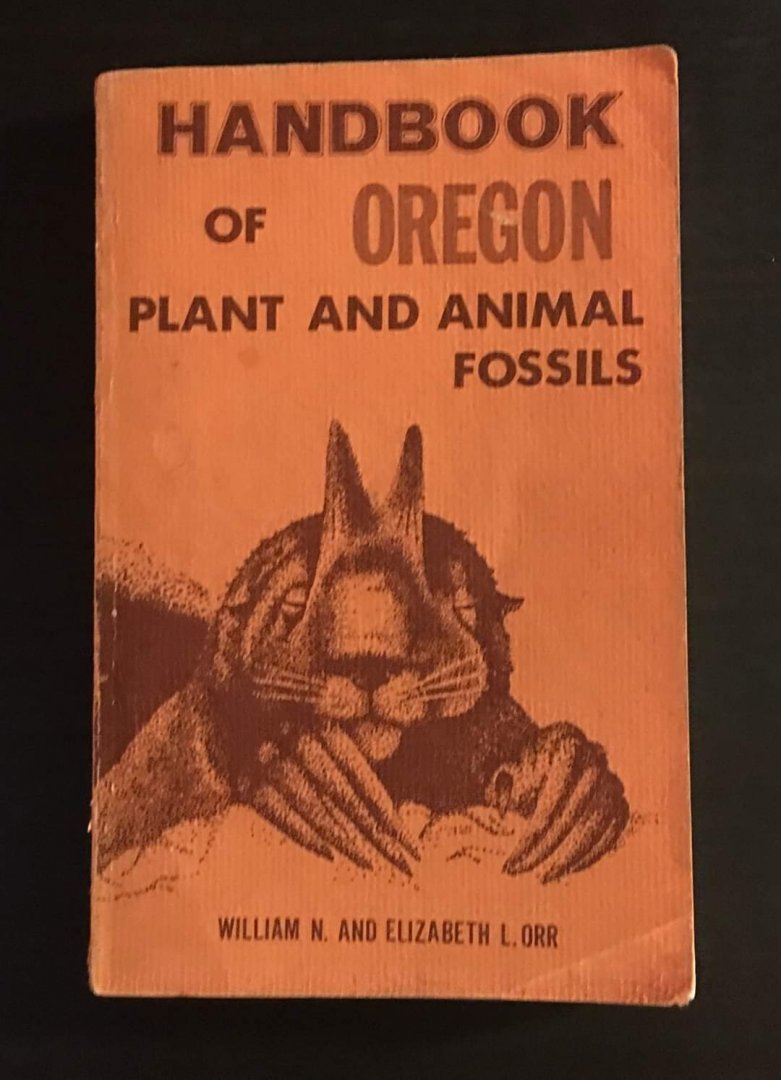 HANDBOOK
OF OREGON
PLANT AND ANIMAL
FOSSILS
WILLIAM N. AND ELIZABETH L. ORR